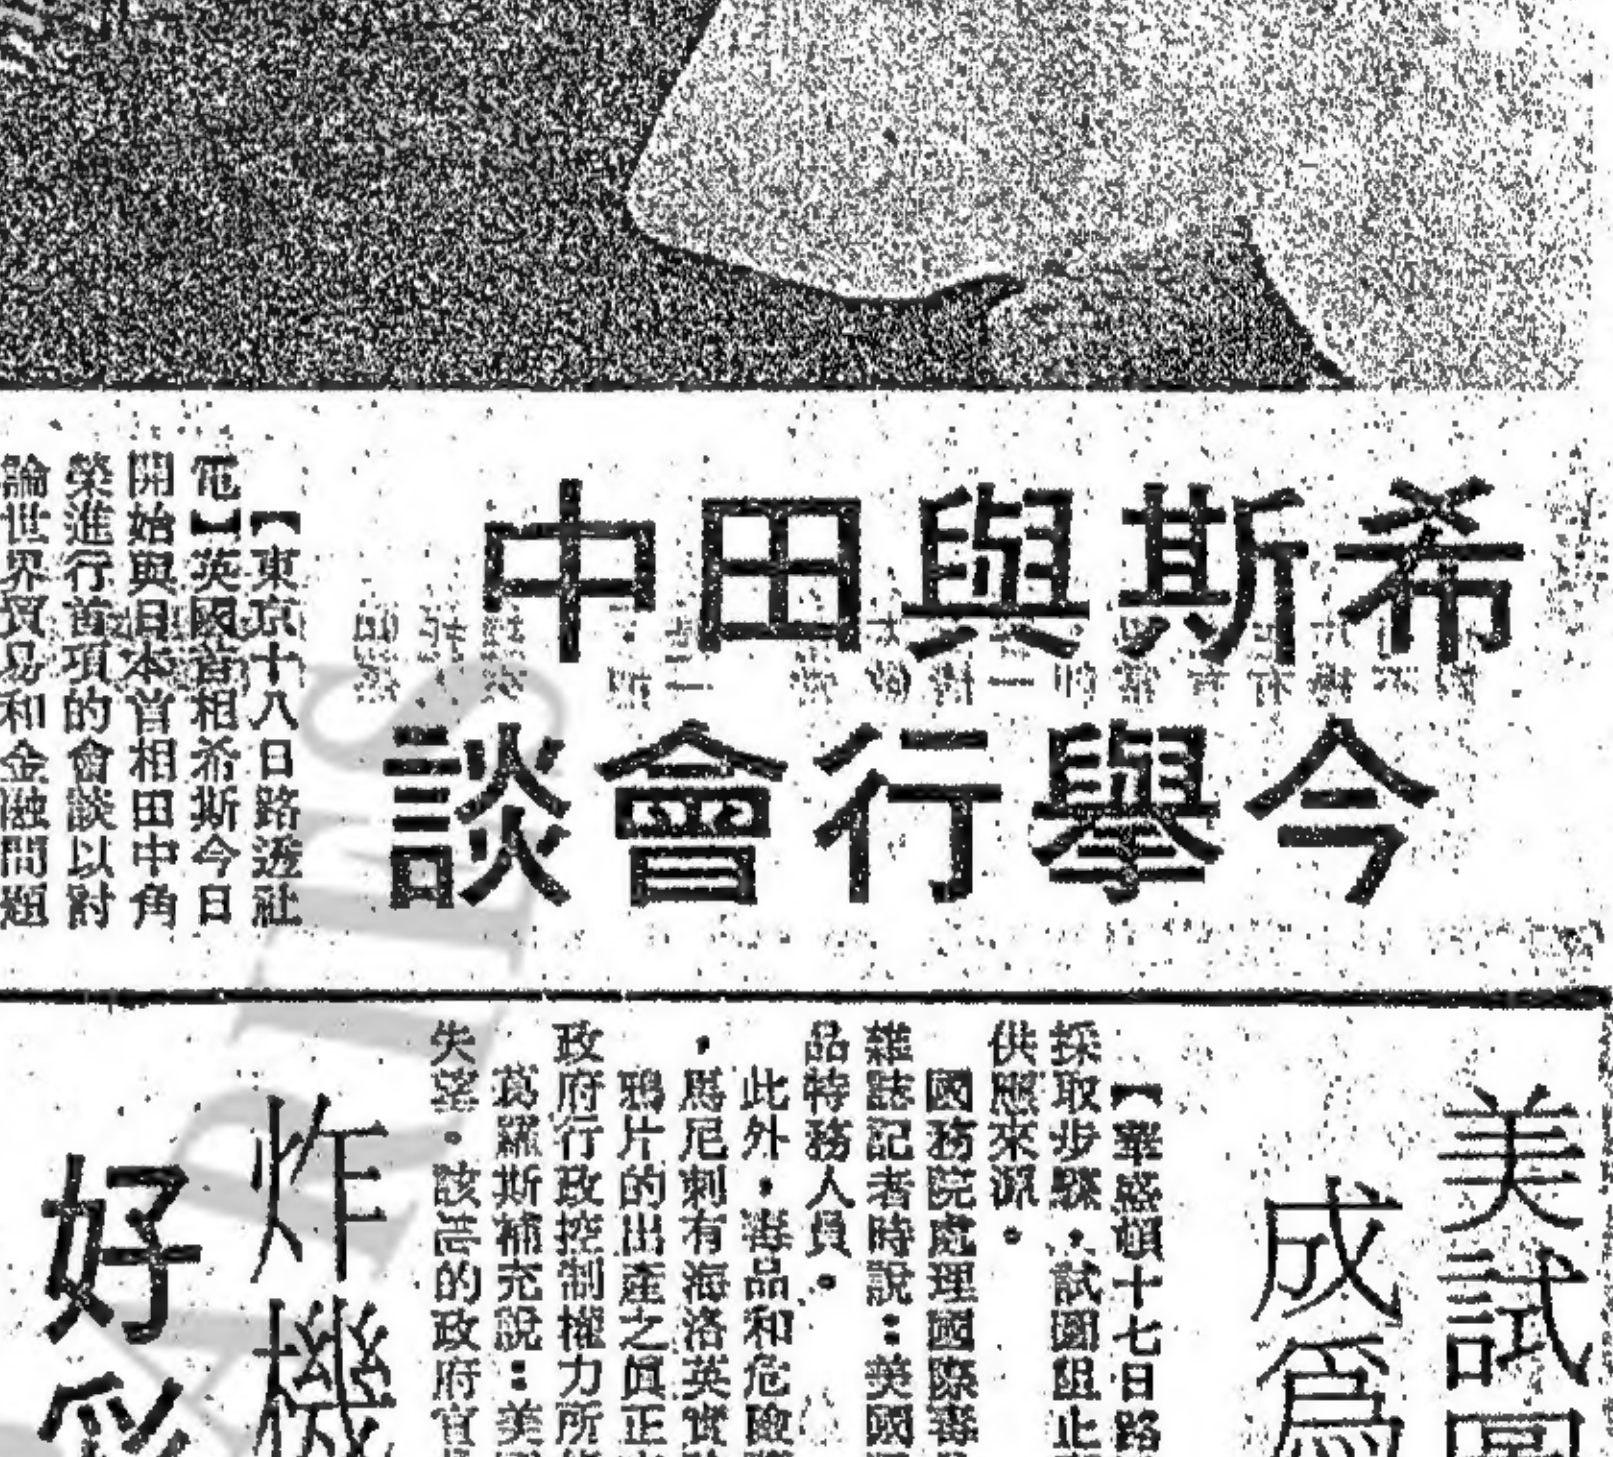 希斯與田中
今舉行會談
【東京十八日路透社
電】英國首相希斯今日
開始與日本首相田中角
榮進行首項的會談以討
論世界貿易和金融問題
美試圖
成爲
【華盛頓十七日路
採取步驟，試圖阻止
供應來源。
國務院處理國際毒
雜誌記者時說：美國
品特務人員。
此外，毒品和危險
，馬尼剌有海洛英實
鴉片的出產之真正
政府行政控制權力所
葛羅斯補充說：美
失望。該等的政府官
炸機
好彩